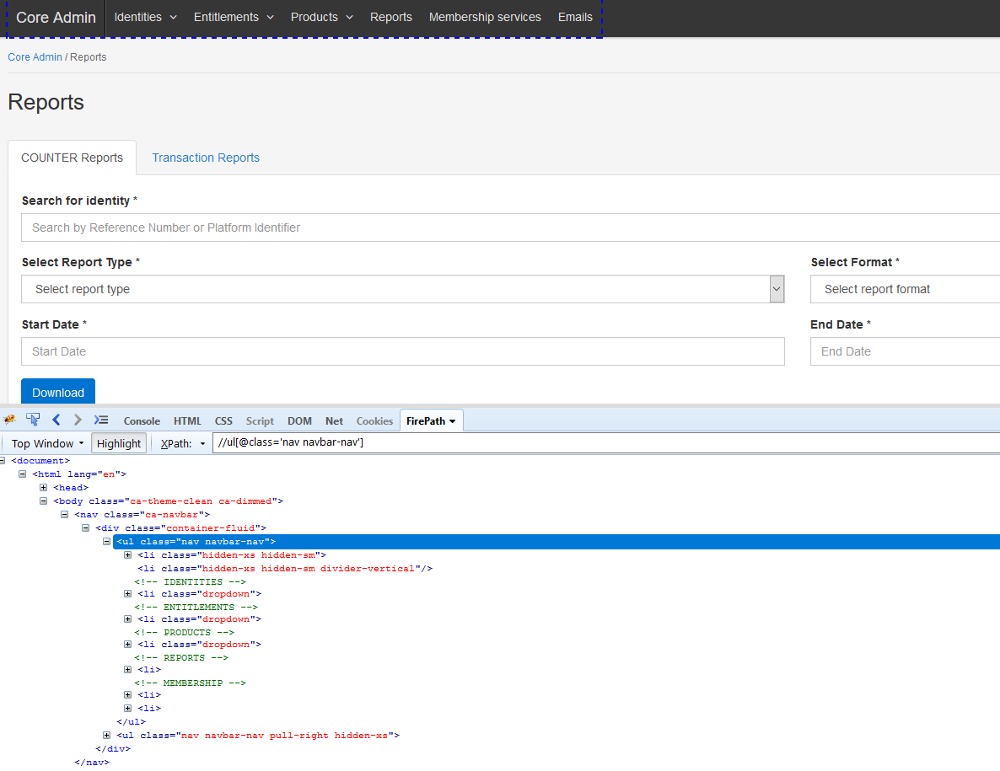 Core Admin Identities Entitlements Products Reports Membership services Emails
Core Admin / Reports
Reports
COUNTER Reports Transaction Reports
Search for identity *
Search by Reference Number or Platform Identifier
Select Report Type * Select Format *
Select report type Select report format
Start Date * End Date *
Start Date End Date
Download
Console HTML CSS Script DOM Net Cookies FirePath
Top Window Highlight XPath: //ul[@class='nav navbar-nav']
<document>
<html lang="en">
<head>
<body class="ca-theme-clean ca-dimmed">
<nav class="ca-navbar">
<div class="container-fluid">
<ul class="nav navbar-nav">
<li class="hidden-xs hidden-sm">
<li class="hidden-xs hidden-sm divider-vertical"/>
<!-- IDENTITIES -->
<li class="dropdown">
<!-- ENTITLEMENTS -->
<li class="dropdown">
<!-- PRODUCTS -->
<li class="dropdown">
<!-- REPORTS -->
<li>
<!-- MEMBERSHIP -->
<li>
<li>
</ul>
<ul class="nav navbar-nav pull-right hidden-xs">
</div>
</nav>